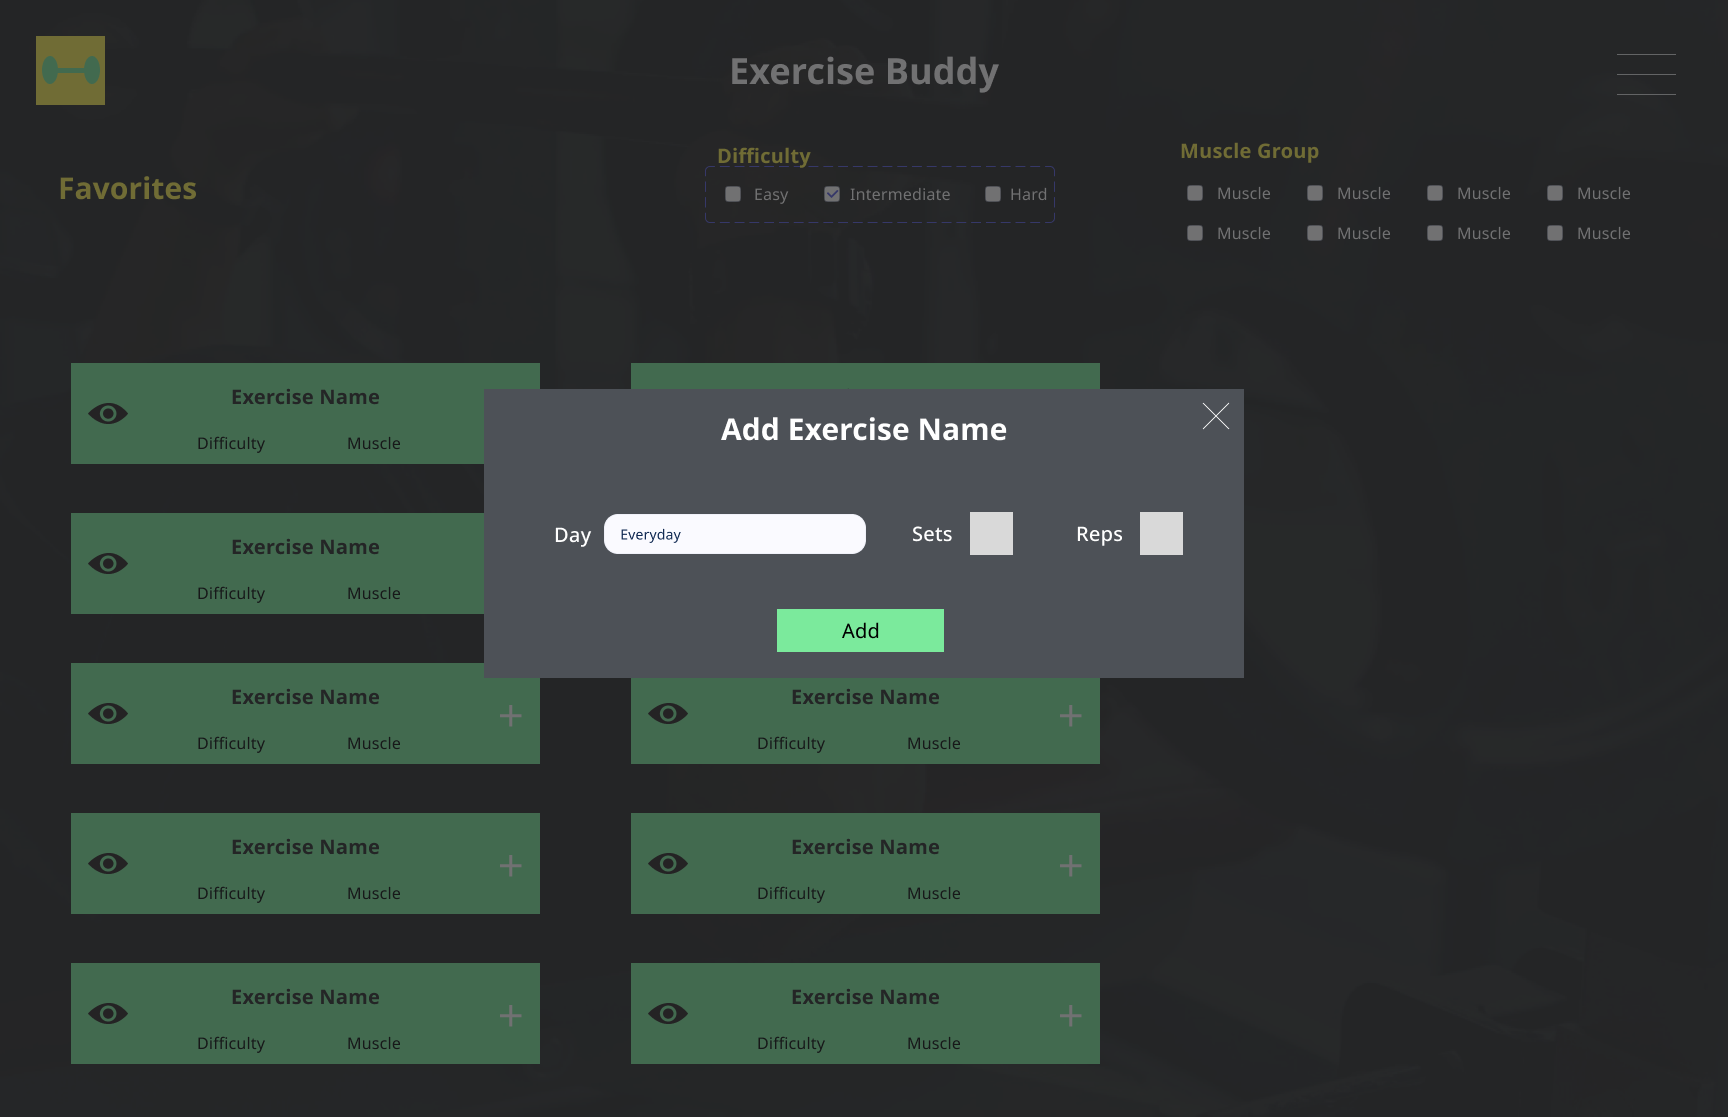 Exercise Buddy
Favorites
Difficulty
Easy Intermediate Hard
Muscle Group
Muscle Muscle Muscle Muscle
Muscle Muscle Muscle Muscle
Exercise Name
Difficulty Muscle
Add Exercise Name
Day Everyday Sets Reps
Add
Exercise Name
Difficulty Muscle
Exercise Name
Difficulty Muscle
Exercise Name
Difficulty Muscle
Exercise Name
Difficulty Muscle
Exercise Name
Difficulty Muscle
Exercise Name
Difficulty Muscle
Exercise Name
Difficulty Muscle